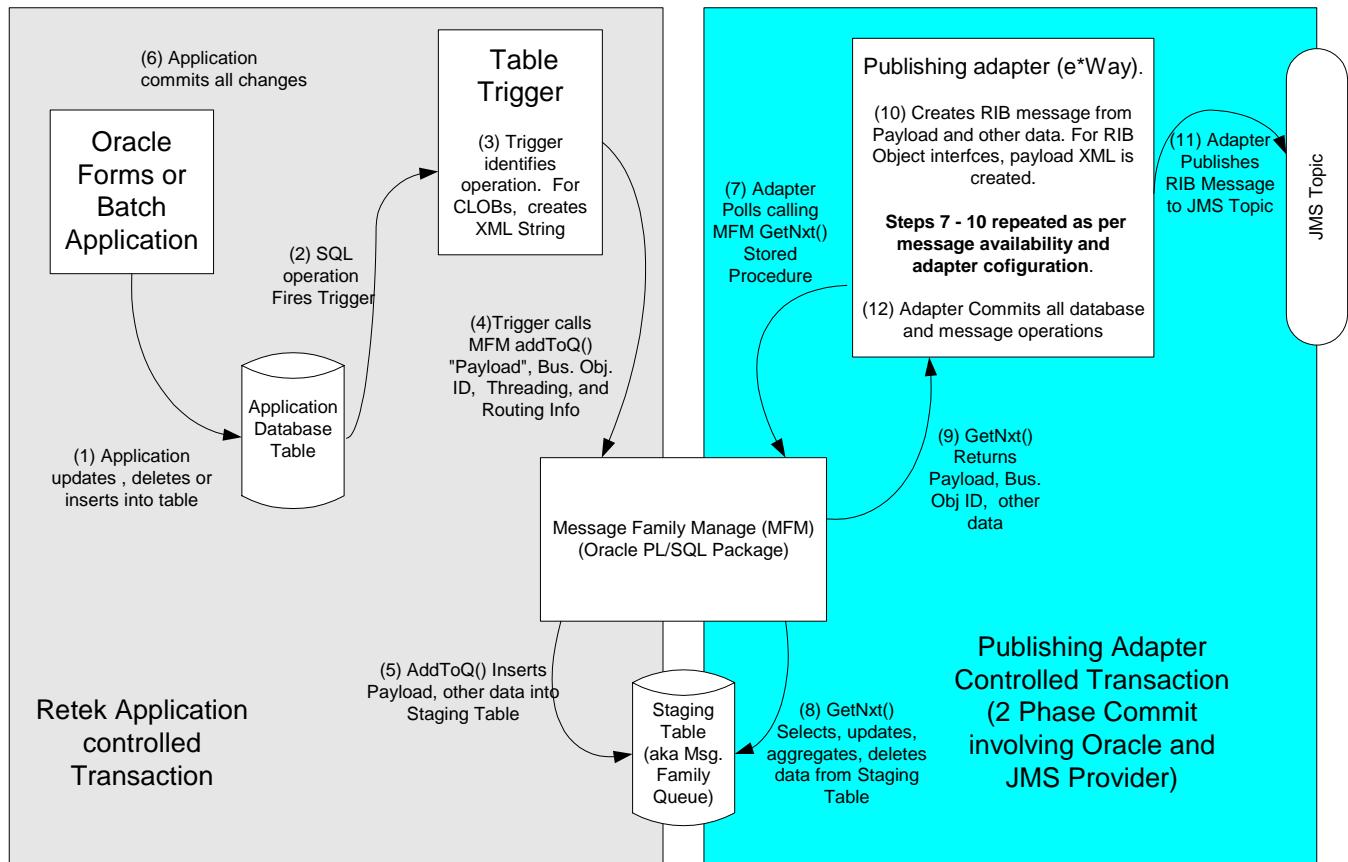 (6) Application
commits all changes
Oracle
Forms or
Batch
Application
Table
Trigger
(3) Trigger
identifies
operation. For
CLOBs, creates
XML String
(2) SQL
operation
Fires Trigger
(4)Trigger calls
MFM addToQ()
"Payload", Bus. Obj.
ID, Threading, and
Routing Info
Application
Database
Table
(1) Application
updates , deletes or
inserts into table
(5) AddToQ() Inserts
Payload, other data into
Staging Table
Retek Application
controlled
Transaction
Message Family Manage (MFM)
(Oracle PL/SQL Package)
Staging
Table
(aka Msg.
Family
Queue)
Publishing adapter (e*Way).
(10) Creates RIB message from
Payload and other data. For RIB
Object interfces, payload XML is
created.
Steps 7 - 10 repeated as per
message availability and
adapter cofiguration.
(12) Adapter Commits all database
and message operations
(7) Adapter
Polls calling
MFM GetNxt()
Stored
Procedure
(11) Adapter
Publishes
RIB Message
to JMS Topic
JMS Topic
(9) GetNxt()
Returns
Payload, Bus.
Obj ID, other
data
(8) GetNxt()
Selects, updates,
aggregates, deletes
data from Staging
Table
Publishing Adapter
Controlled Transaction
(2 Phase Commit
involving Oracle and
JMS Provider)